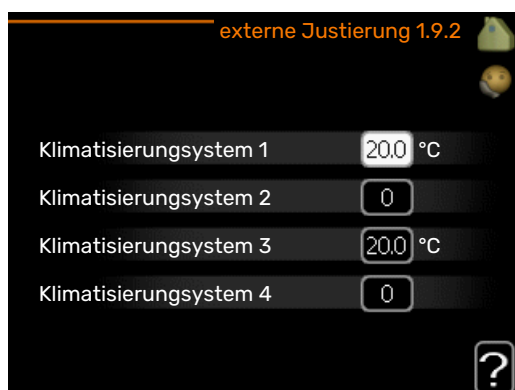 externe Justierung 1.9.2
Klimatisierungsystem 1 20.0 °C
Klimatisierungsystem 2 0
Klimatisierungsystem 3 20.0 °C
Klimatisierungsystem 4 0
?